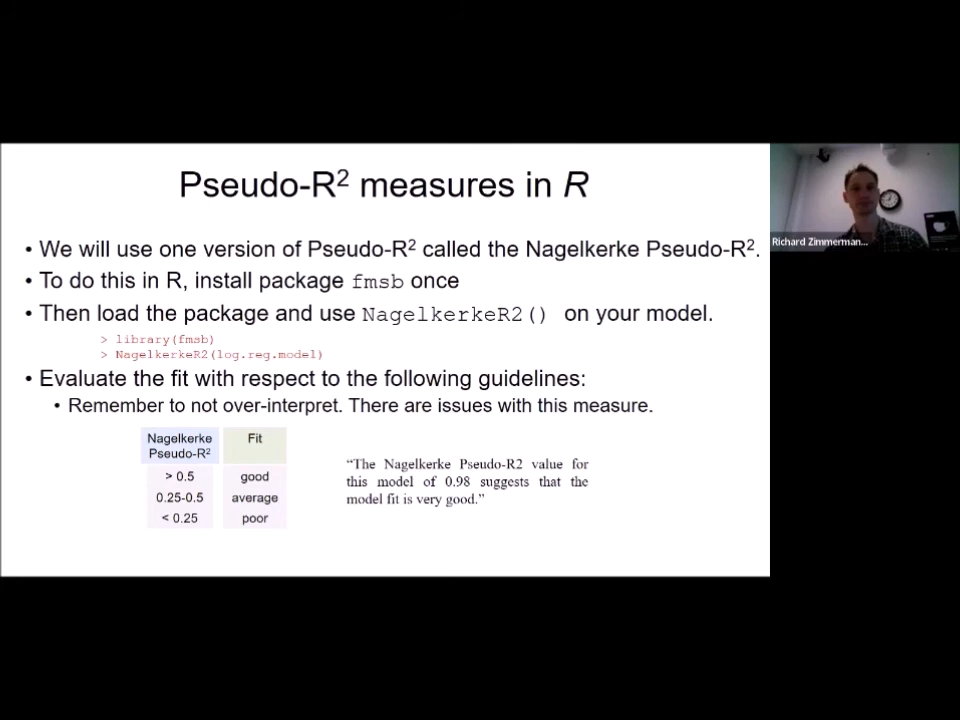 Pseudo-R² measures in R
• We will use one version of Pseudo-R² called the Nagelkerke Pseudo-R².
• To do this in R, install package fmsb once
• Then load the package and use NagelkerkeR2() on your model.
> library(fmsb)
> NagelkerkeR2(log.reg.model)
• Evaluate the fit with respect to the following guidelines:
• Remember to not over-interpret. There are issues with this measure.
Nagelkerke Pseudo-R² Fit
> 0.5 good
0.25-0.5 average
< 0.25 poor
“The Nagelkerke Pseudo-R2 value for
this model of 0.98 suggests that the
model fit is very good.”
Richard Zimmerman...